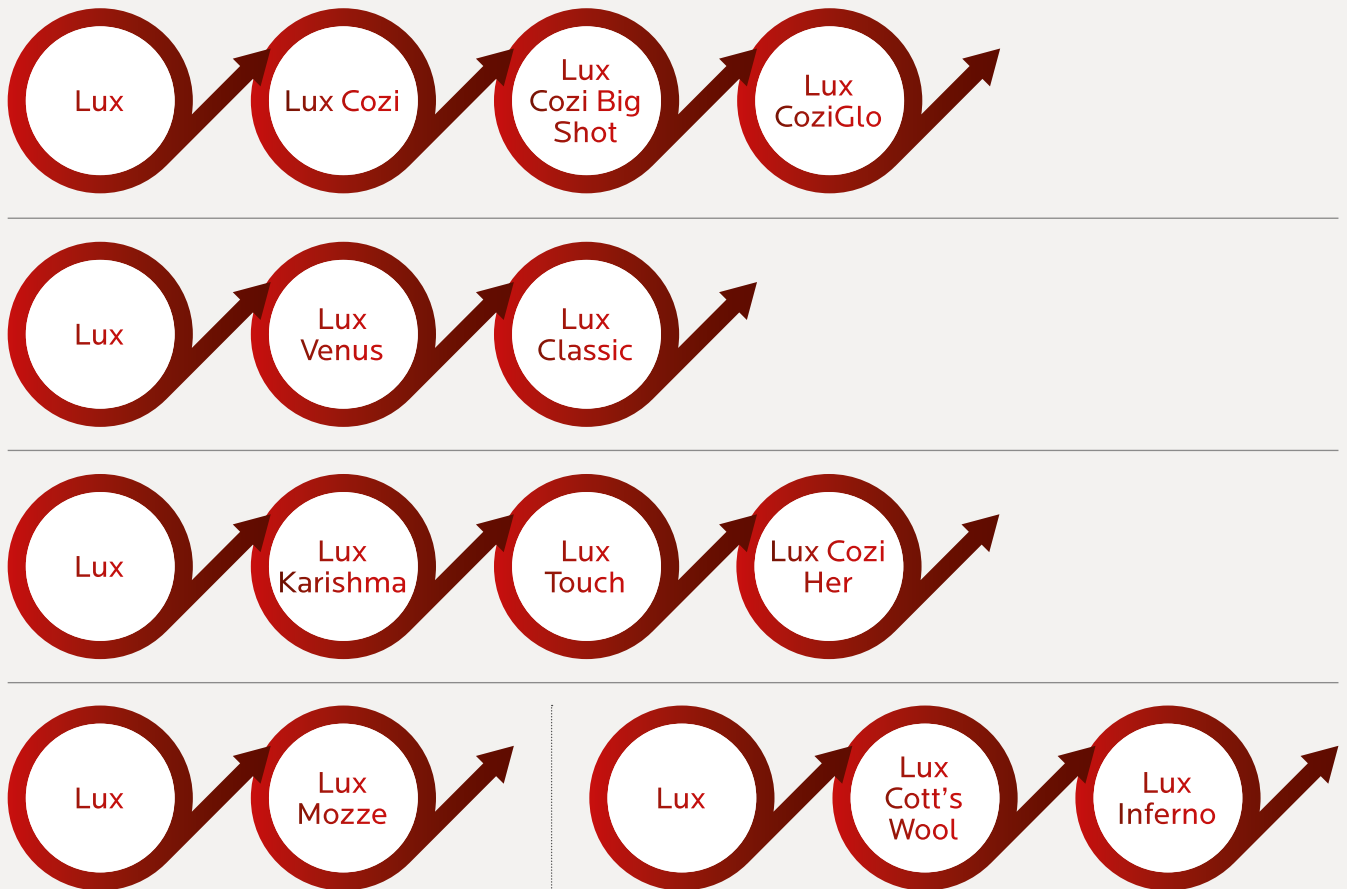 Lux
Lux Cozi
Lux
Cozi Big
Shot
Lux
CoziGlo
Lux
Lux
Venus
Lux
Classic
Lux
Lux
Karishma
Lux
Touch
Lux Cozi
Her
Lux
Lux
Mozze
Lux
Lux
Cott's
Wool
Lux
Inferno